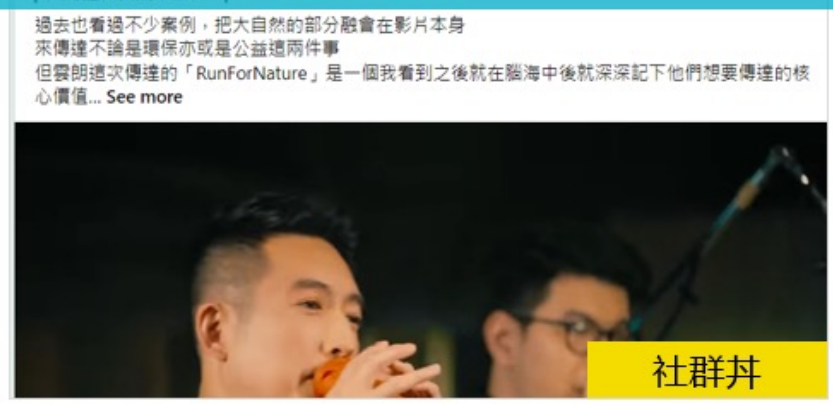 過去也看過不少案例，把大自然的部分融會在影片本身
來傳達不論是環保亦或是公益這兩件事
但雲朗這次傳達的「RunForNature」是一個我看到之後就在腦海中後就深深記下他們想要傳達的核
心價值... See more
社群丼